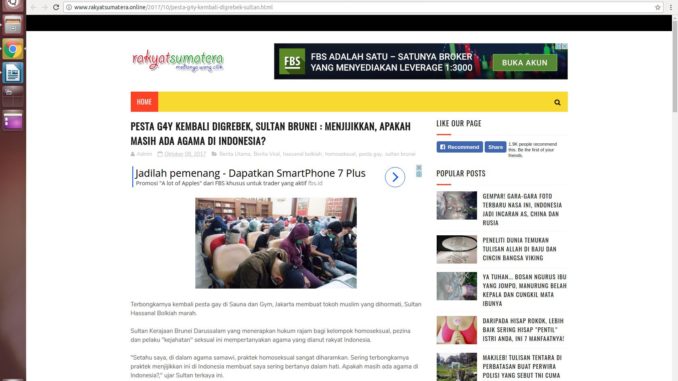 www.rakyatsumatera.online/2017/10/pesta-g4y-kembali-digrebek-sultan.html
rakyatsumatera
FBS
FBS ADALAH SATU – SATUNYA BROKER
YANG MENYEDIAKAN LEVERAGE 1:3000
BUKA AKUN
HOME
PESTA G4Y KEMBALI DIGREBEK, SULTAN BRUNEI : MENJIJIKKAN, APAKAH
MASIH ADA AGAMA DI INDONESIA?
Admin October 09, 2017 Berita Utama, Berita Viral, hassanal bolkiah, homoseksual, pesta gay, sultan brunei
Jadilah pemenang - Dapatkan SmartPhone 7 Plus
Promosi "A lot of Apples" dari FBS khusus untuk trader yang aktif fbs.id
Terbongkarnya kembali pesta gay di Sauna dan Gym, Jakarta membuat tokoh muslim yang dihormati, Sultan
Hassanal Bolkiah marah.
Sultan Kerajaan Brunei Darussalam yang menerapkan hukum rajam bagi kelompok homoseksual, pezina
dan pelaku "kejahatan" seksual ini mempertanyakan agama yang dianut rakyat Indonesia.
"Setahu saya, di dalam agama samawi, praktek homoseksual sangat diharamkan. Sering terbongkarnya
praktek menjijikkan ini di Indonesia membuat saya sering bertanya dalam hati. Apakah masih ada agama di
Indonesia?," ujar Sultan terkaya ini.
LIKE OUR PAGE
Recommend
Share
1.9K people recommend
this. Be the first of your
friends.
POPULAR POSTS
GEMPAR! GARA-GARA FOTO
TERBARU NASA INI, INDONESIA
JADI INCARAN AS, CHINA DAN
RUSIA
PENELITI DUNIA TEMUKAN
TULISAN ALLAH DI BAJU DAN
CINCIN BANGSA VIKING
YA TUHAN... BOSAN NGURUS IBU
YANG JOMPO, MANURUNG BELAH
KEPALA DAN CUNGKIL MATA
IBUNYA
DARIPADA HISAP ROKOK, LEBIH
BAIK SERING HISAP "PENTIL"
ISTRI ANDA, INI 7 MANFAATNYA!
MAKJLEB! TULISAN TENTARA DI
PERBATASAN BUAT PERWIRA
POLISI YANG SEBUT TNI CUMA